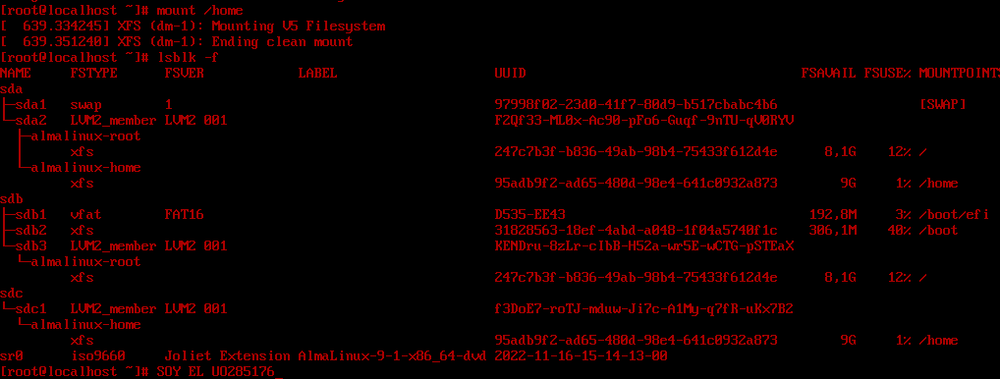 [root@localhost ~]# mount /home
[  639.334245] XFS (dm-1): Mounting V5 Filesystem
[  639.351240] XFS (dm-1): Ending clean mount
[root@localhost ~]# lsblk -f
NAME     FSTYPE      FSVER            LABEL                    UUID                                   FSAVAIL FSUSE% MOUNTPOINTS
sda
├─sda1   swap        1                                         97998f02-23d0-41f7-80d9-b517cbabc4b6                  [SWAP]
└─sda2   LVM2_member LVM2 001                                  FZQf33-ML0x-Ac90-pFo6-Guqf-9nTU-qV0RYV
  ├─almalinux-root
  │      xfs                                                   247c7b3f-b836-49ab-98b4-75433f612d4e      8,1G    12% /
  └─almalinux-home
         xfs                                                   95adb9f2-ad65-480d-98e4-641c0932a873        9G     1% /home
sdb
├─sdb1   vfat        FAT16                                     D535-EE43                               192,8M     3% /boot/efi
├─sdb2   xfs                                                   31828563-18ef-4abd-a048-1f04a5740f1c    306,1M    40% /boot
└─sdb3   LVM2_member LVM2 001                                  KENDru-8zLr-cIbB-H52a-wr5E-wCTG-pSTEaX
  └─almalinux-root
         xfs                                                   247c7b3f-b836-49ab-98b4-75433f612d4e      8,1G    12% /
sdc
└─sdc1   LVM2_member LVM2 001                                  f3DoE7-roTJ-mduw-Ji7c-A1My-q7fR-uKx7BZ
  └─almalinux-home
         xfs                                                   95adb9f2-ad65-480d-98e4-641c0932a873        9G     1% /home
sr0      iso9660     Joliet Extension AlmaLinux-9-1-x86_64-dvd 2022-11-16-15-14-13-00
[root@localhost ~]# SOY EL UO285176_